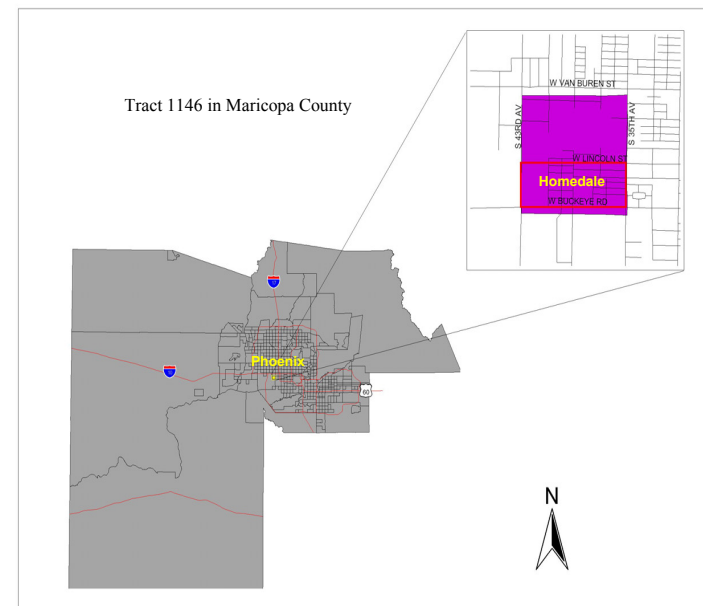 Tract 1146 in Maricopa County
W VAN BUREN ST
S 43RD AV
S 35TH AV
W LINCOLN ST
Homedale
W BUCKEYE RD
Phoenix
60
N